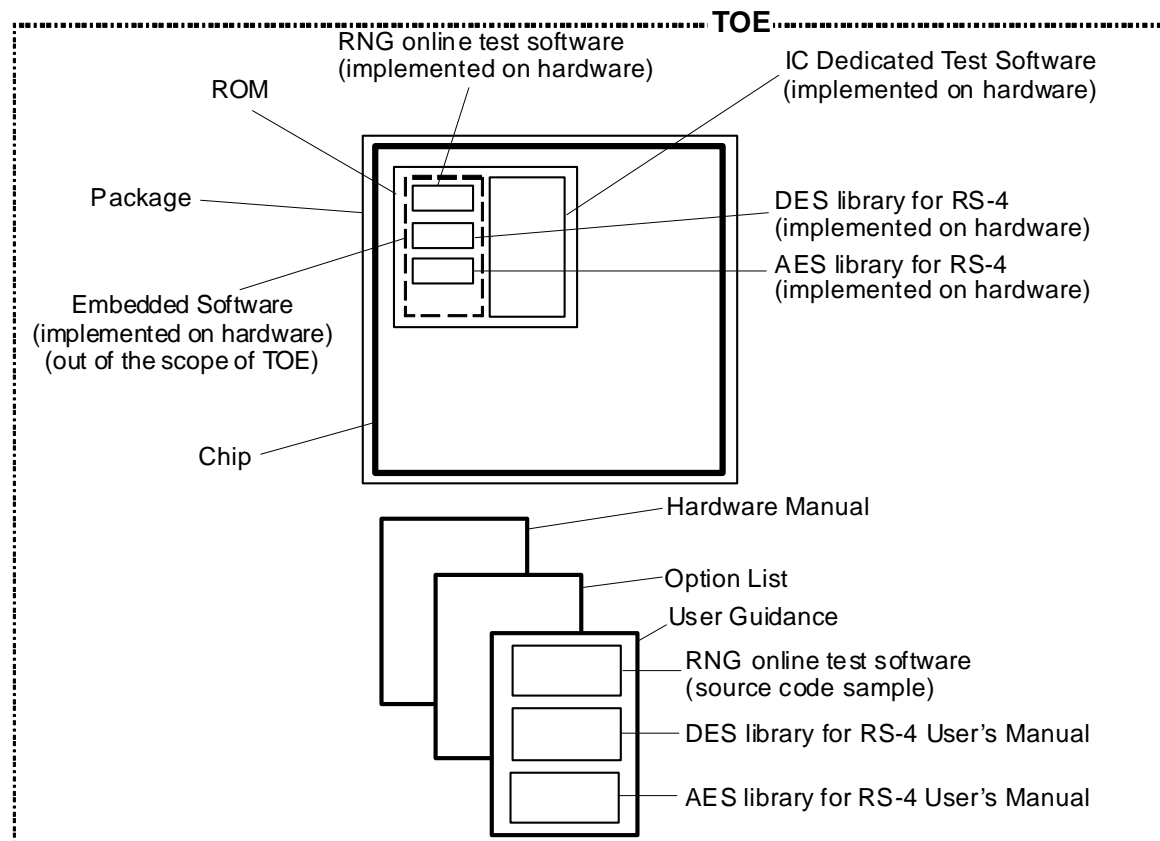 TOE
RNG online test software
(implemented on hardware)
IC Dedicated Test Software
(implemented on hardware)
ROM
Package
DES library for RS-4
(implemented on hardware)
AES library for RS-4
(implemented on hardware)
Embedded Software
(implemented on hardware)
(out of the scope of TOE)
Chip
Hardware Manual
Option List
User Guidance
RNG online test software
(source code sample)
DES library for RS-4 User’s Manual
AES library for RS-4 User’s Manual